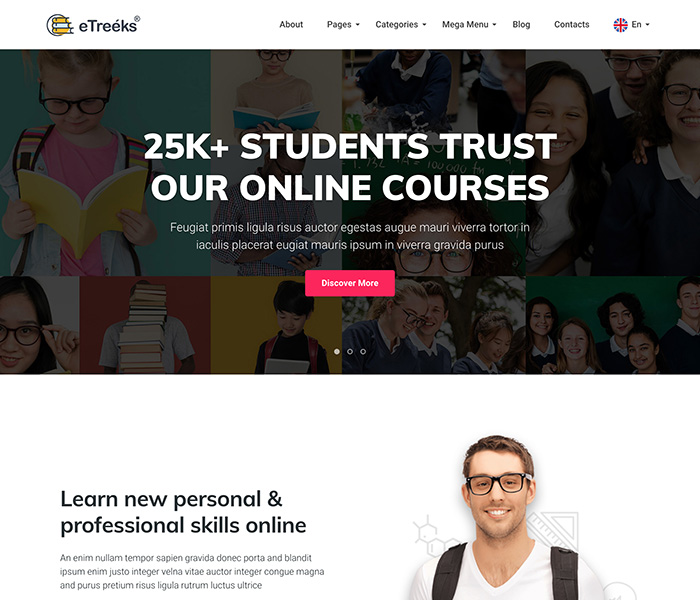 eTreéks®
About Pages Categories Mega Menu Blog Contacts En
25K+ STUDENTS TRUST
OUR ONLINE COURSES
Feugiat primis ligula risus auctor egestas augue mauri viverra tortor in
iaculis placerat eugiat mauris ipsum in viverra gravida purus
Discover More
Learn new personal &
professional skills online
An enim nullam tempor sapien gravida donec porta and blandit
ipsum enim justo integer velna vitae auctor integer congue magna
and purus pretium risus ligula rutrum luctus ultrice